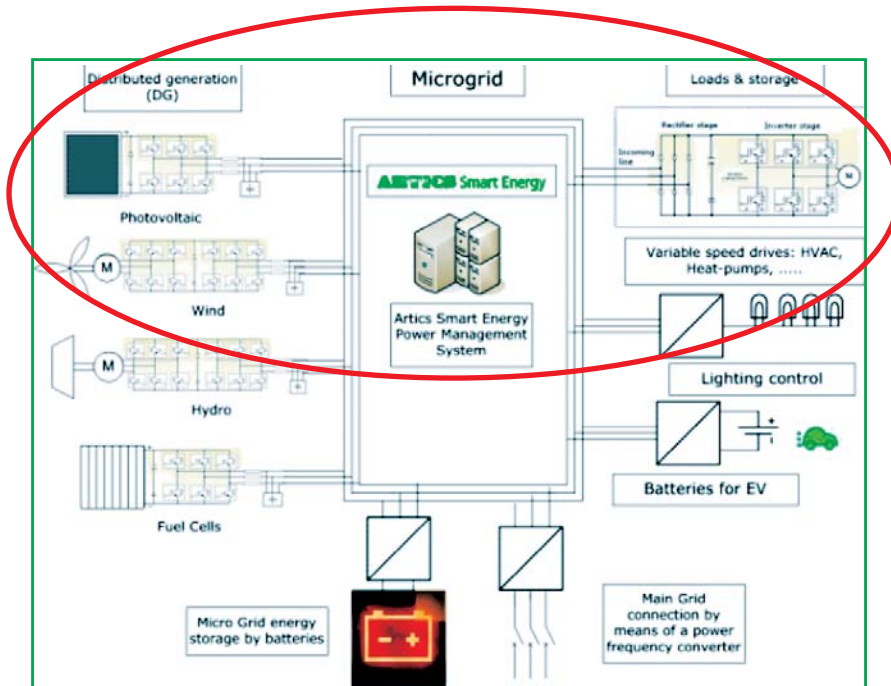 Distributed generation
(DG)
Microgrid
Loads & storage
Rectifier stage
Inverter stage
Incoming
line
M
ARTICS Smart Energy
Photovoltaic
Variable speed drives: HVAC,
Heat-pumps, .....
M
Wind
Artics Smart Energy
Power Management
System
M
Hydro
Lighting control
+
Batteries for EV
Fuel Cells
Micro Grid energy
storage by batteries
- +
Main Grid
connection by
means of a power
frequency converter